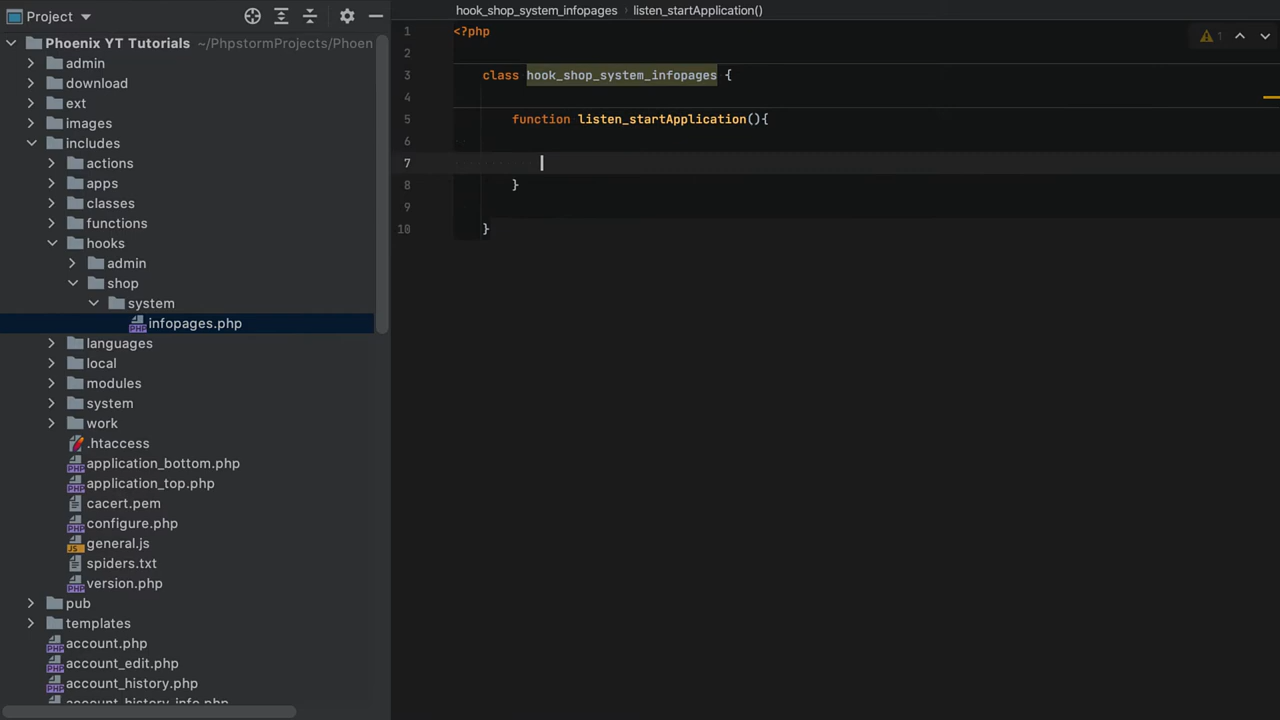 Project
Phoenix YT Tutorials ~/PhpstormProjects/Phoen
admin
download
ext
images
includes
actions
apps
classes
functions
hooks
admin
shop
system
infopages.php
languages
local
modules
system
work
.htaccess
application_bottom.php
application_top.php
cacert.pem
configure.php
general.js
spiders.txt
version.php
pub
templates
account.php
account_edit.php
account_history.php
account_history_info.php
hook_shop_system_infopages › listen_startApplication()
1
1 <?php
2
3 class hook_shop_system_infopages {
4
5 function listen_startApplication(){
6
7
8 }
9
10 }